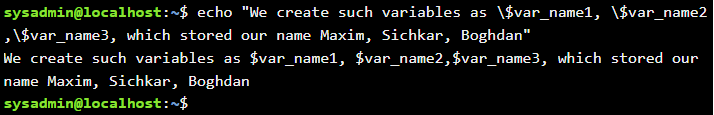 sysadmin@localhost:~$ echo "We create such variables as \$var_name1, \$var_name2
,\$var_name3, which stored our name Maxim, Sichkar, Boghdan"
We create such variables as $var_name1, $var_name2,$var_name3, which stored our
name Maxim, Sichkar, Boghdan
sysadmin@localhost:~$